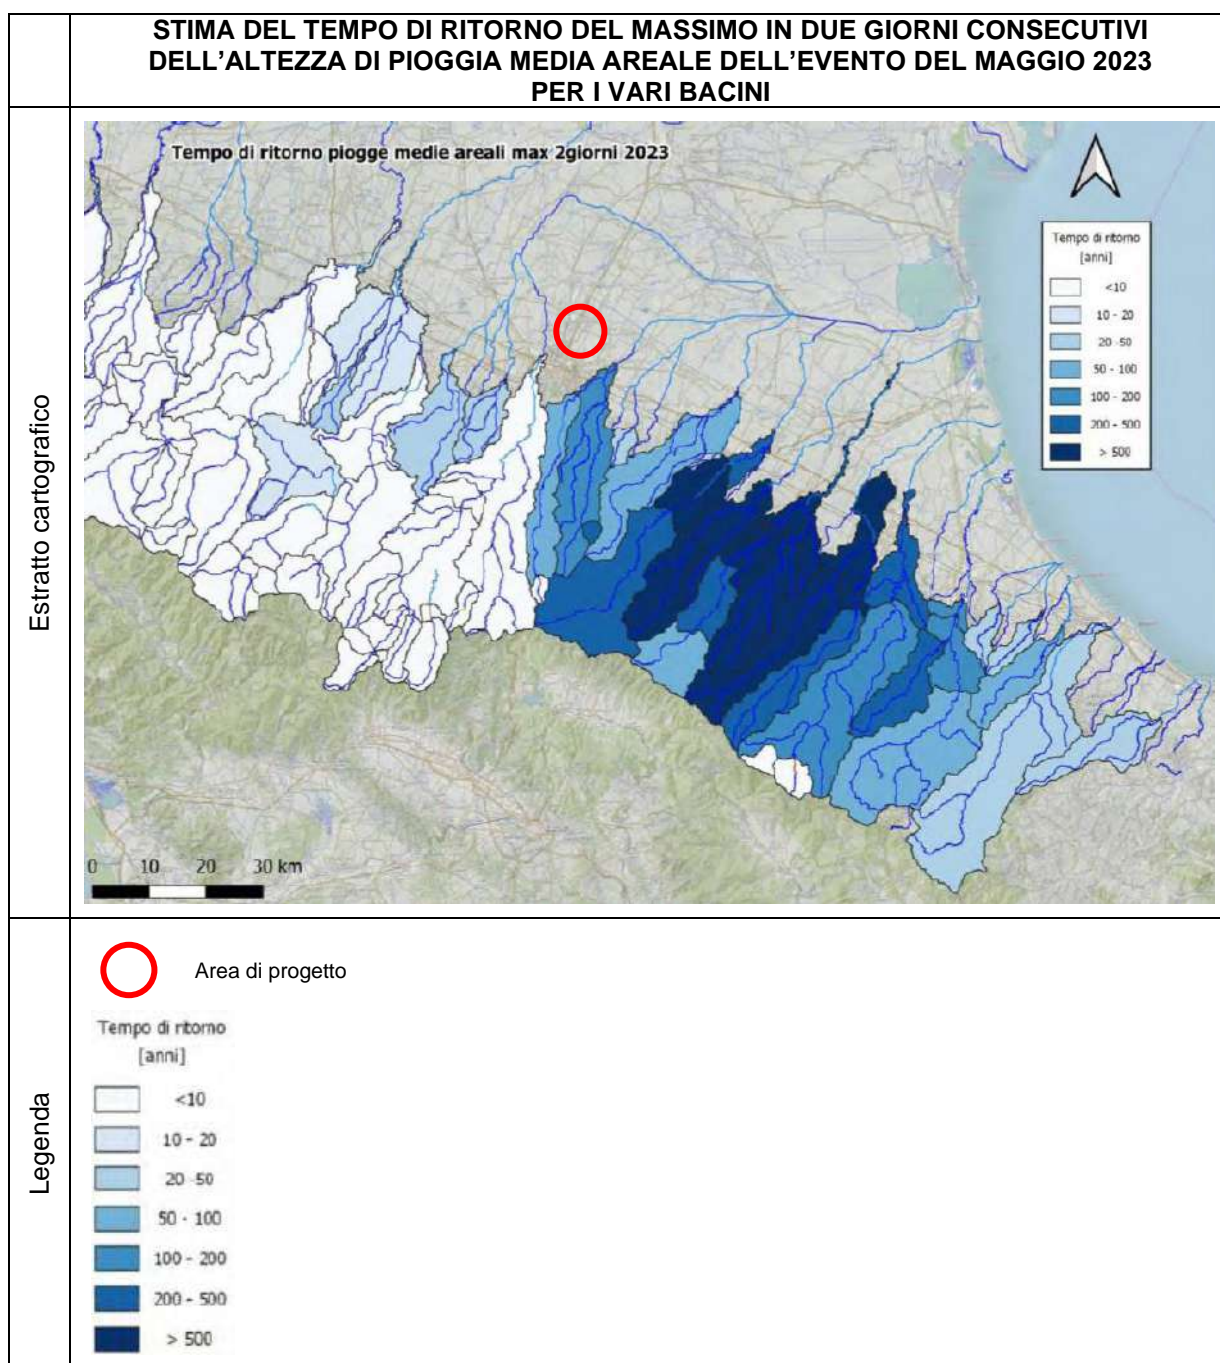 STIMA DEL TEMPO DI RITORNO DEL MASSIMO IN DUE GIORNI CONSECUTIVI
DELL'ALTEZZA DI PIOGGIA MEDIA AREALE DELL'EVENTO DEL MAGGIO 2023
PER I VARI BACINI
Estratto cartografico
Tempo di ritorno piogge medie areali max 2giorni 2023
Tempo di ritorno
[anni]
<10
10 - 20
20 -50
50 - 100
100 - 200
200 - 500
> 500
0 10 20 30 km
Legenda
Area di progetto
Tempo di ritorno
[anni]
<10
10 - 20
20 -50
50 - 100
100 - 200
200 - 500
> 500